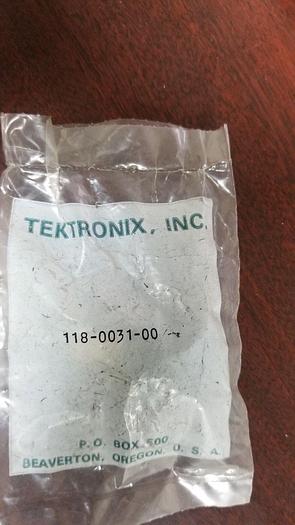 TEKTRONIX, INC.
118-0031-00
P. O. BOX 500
BEAVERTON, OREGON, U. S. A.